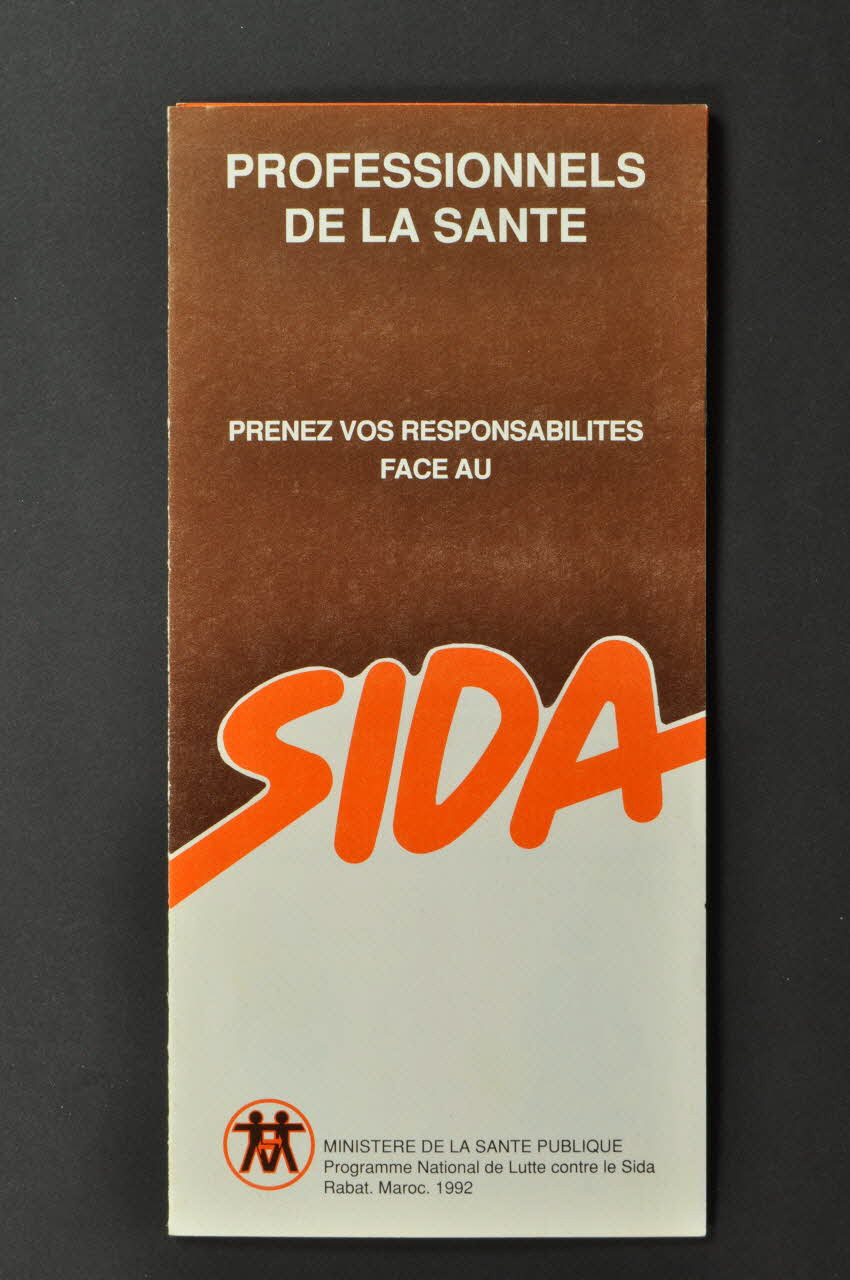 PROFESSIONNELS
DE LA SANTE
PRENEZ VOS RESPONSABILITES
FACE AU
SIDA
MINISTERE DE LA SANTE PUBLIQUE
Programme National de Lutte contre le Sida
Rabat. Maroc. 1992